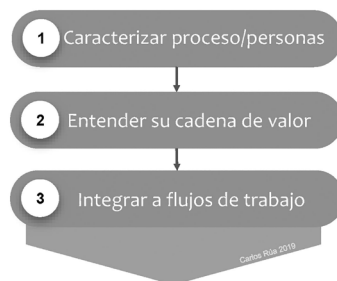 1 Caracterizar proceso/personas
2 Entender su cadena de valor
3 Integrar a flujos de trabajo
Carlos Rúa 2019